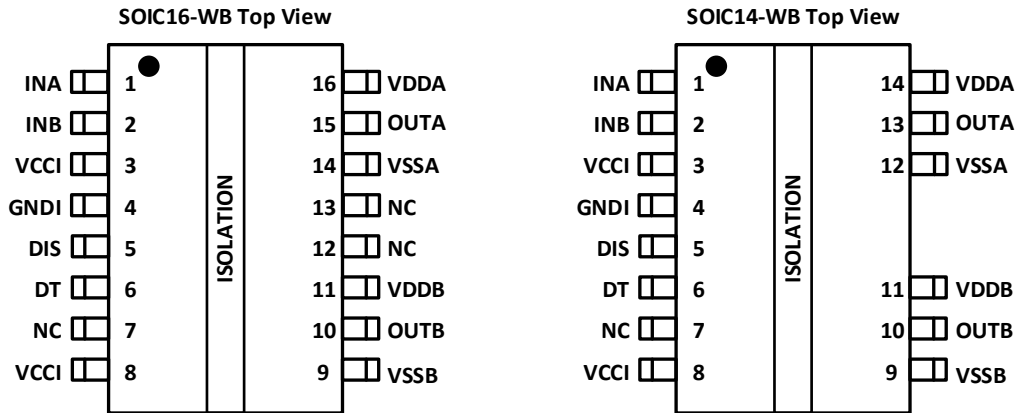 SOIC16-WB Top View
INA 1 16 VDDA
INB 2 15 OUTA
VCCI 3 14 VSSA
GNDI 4 13 NC
DIS 5 12 NC
DT 6 11 VDDB
NC 7 10 OUTB
VCCI 8 9 VSSB
ISOLATION
SOIC14-WB Top View
INA 1 14 VDDA
INB 2 13 OUTA
VCCI 3 12 VSSA
GNDI 4
DIS 5
DT 6 11 VDDB
NC 7 10 OUTB
VCCI 8 9 VSSB
ISOLATION